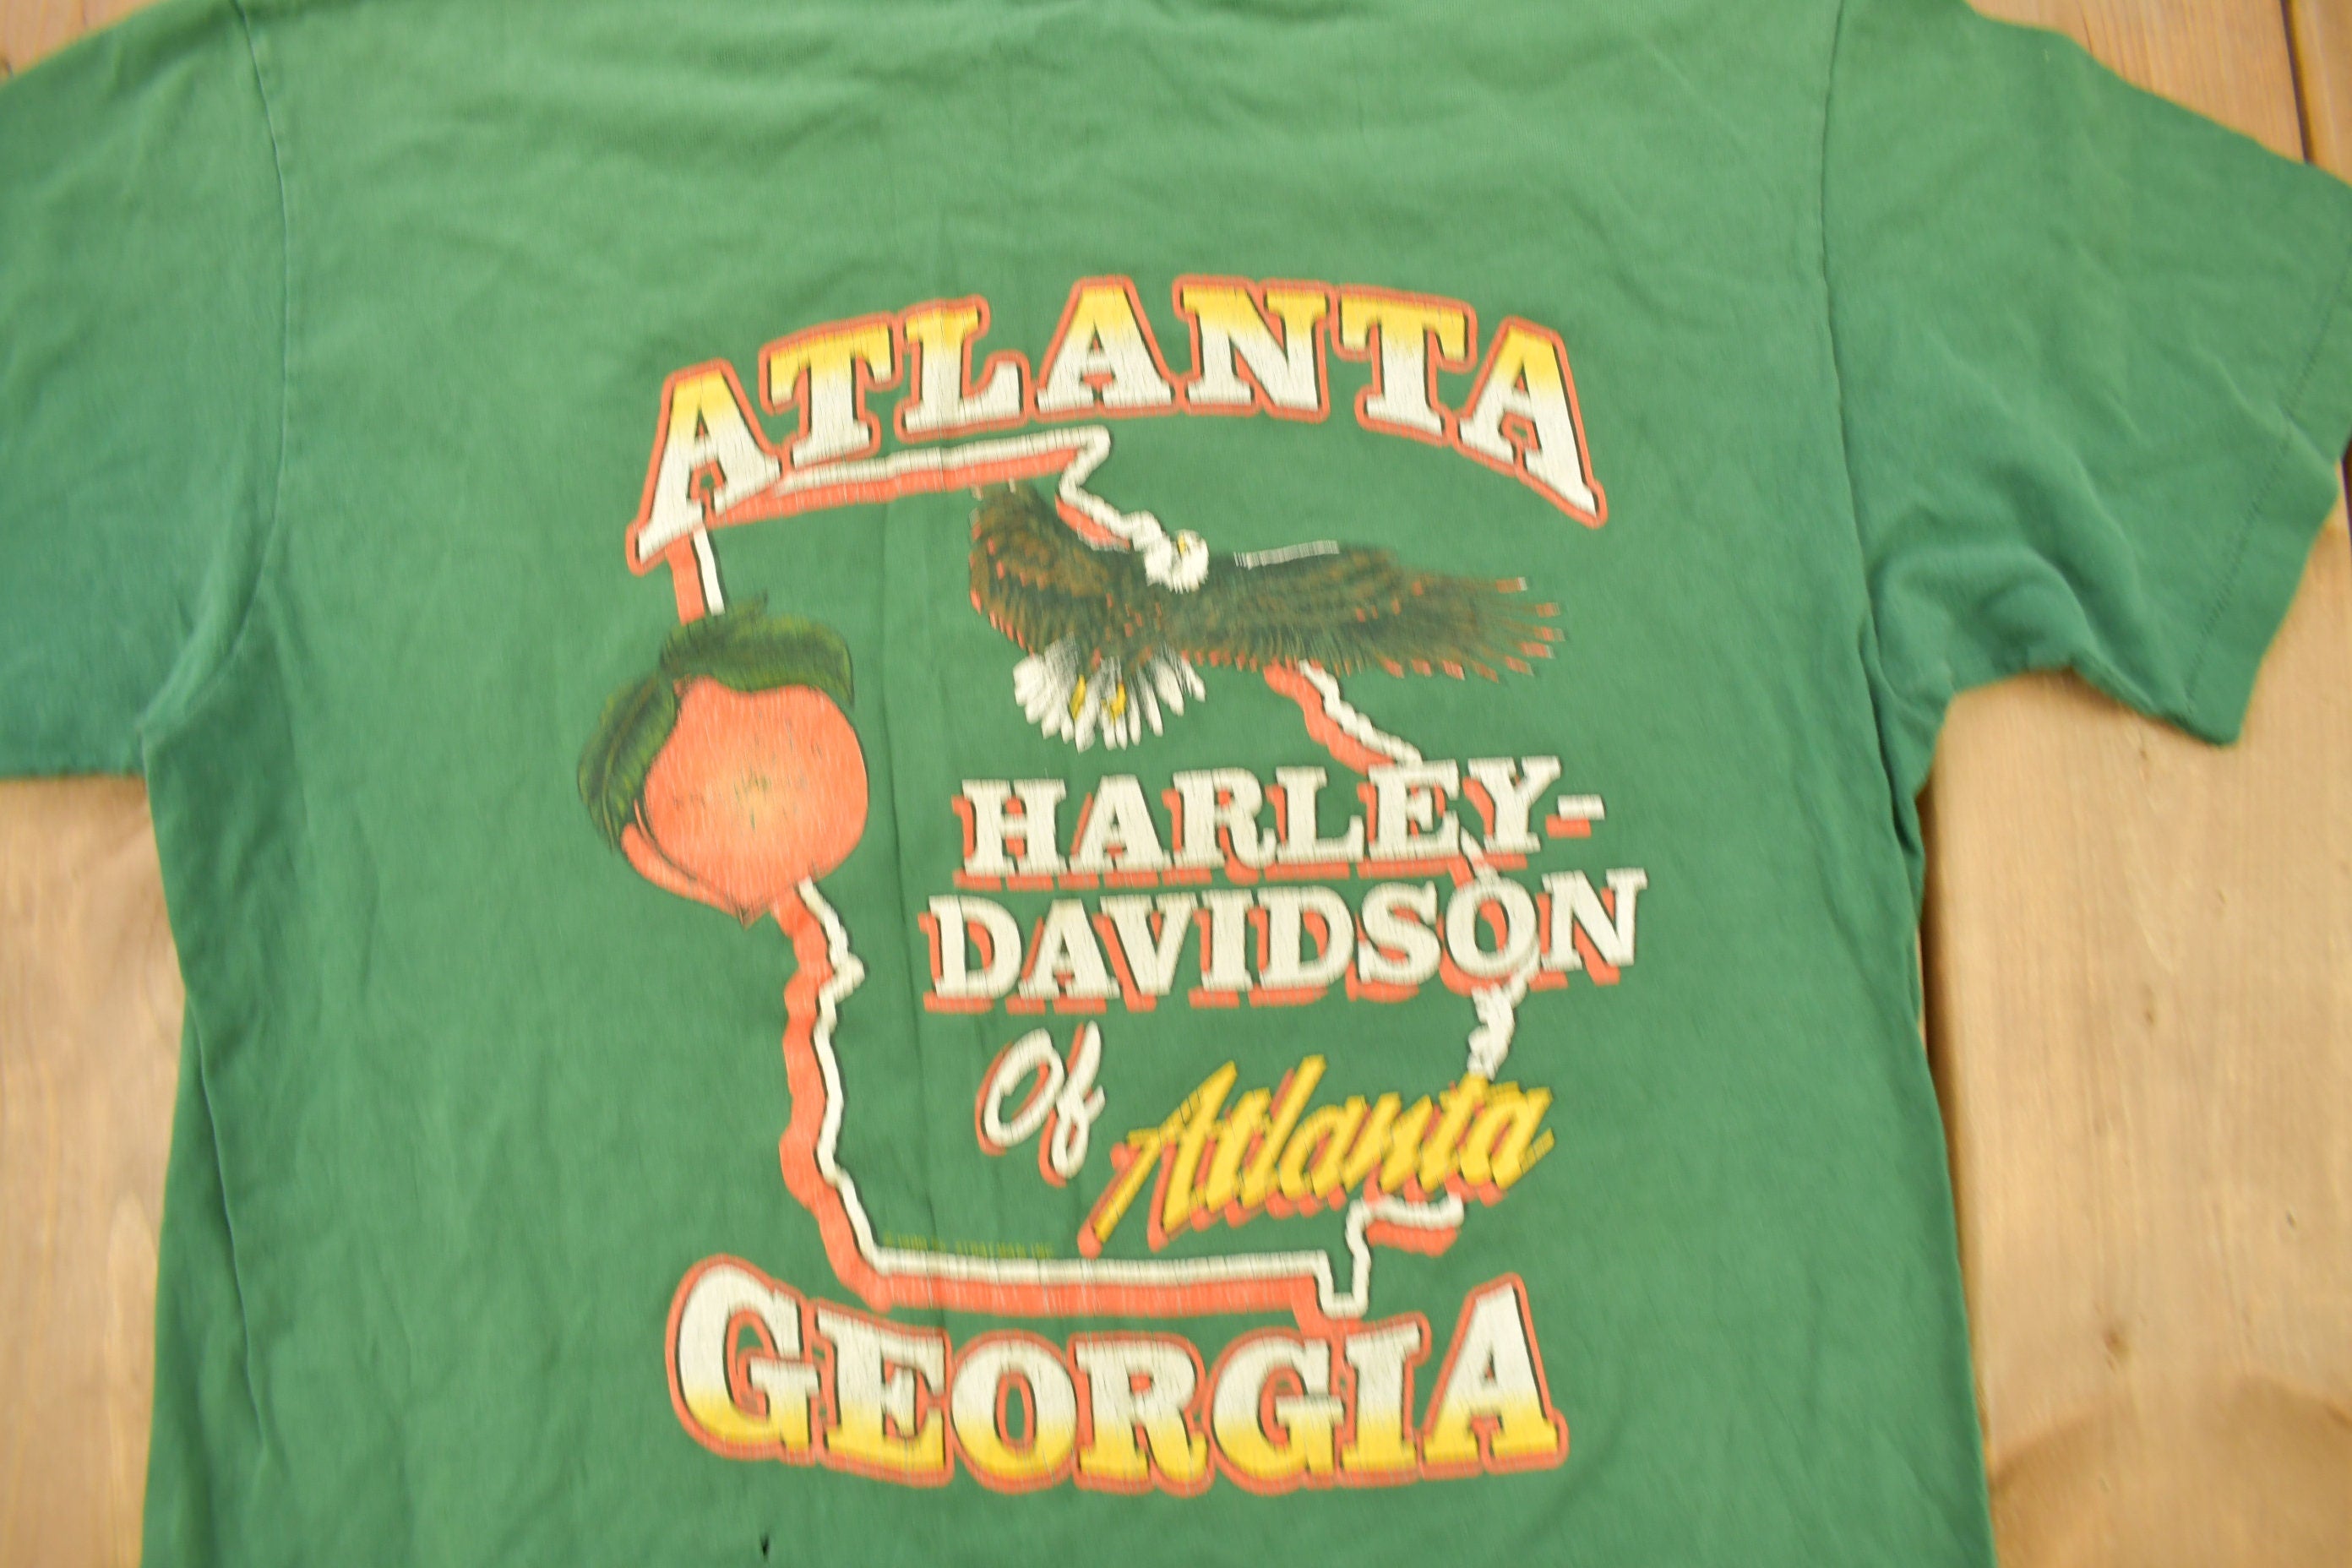 ATLANTA
HARLEY-
DAVIDSON
Of
Atlanta
GEORGIA